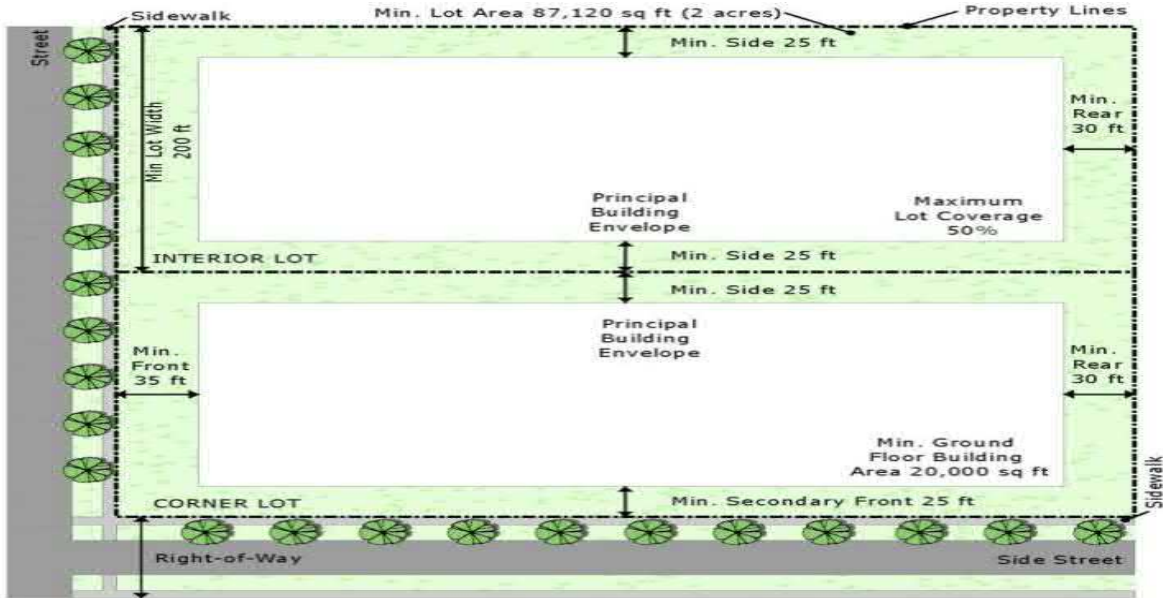 Sidewalk
Min. Lot Area 87,120 sq ft (2 acres)
Property Lines
Street
Min. Side 25 ft
Min Lot Width
200 ft
Min.
Rear
30 ft
Principal
Building
Envelope
Maximum
Lot Coverage
50%
INTERIOR LOT
Min. Side 25 ft
Min. Side 25 ft
Principal
Building
Envelope
Min.
Front
35 ft
Min.
Rear
30 ft
Min. Ground
Floor Building
Area 20,000 sq ft
CORNER LOT
Min. Secondary Front 25 ft
Sidewalk
Right-of-Way
Side Street